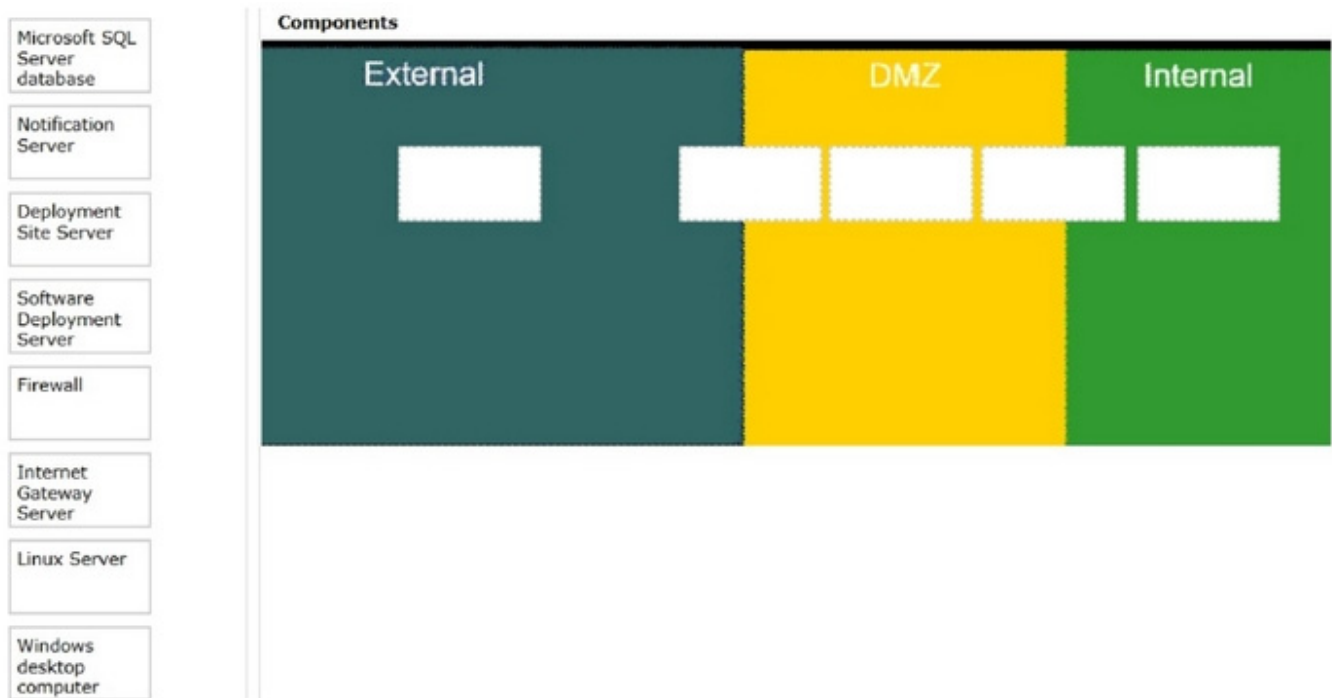 Microsoft SQL
Server
database
Notification
Server
Deployment
Site Server
Software
Deployment
Server
Firewall
Internet
Gateway
Server
Linux Server
Windows
desktop
computer
Components
External
DMZ
Internal